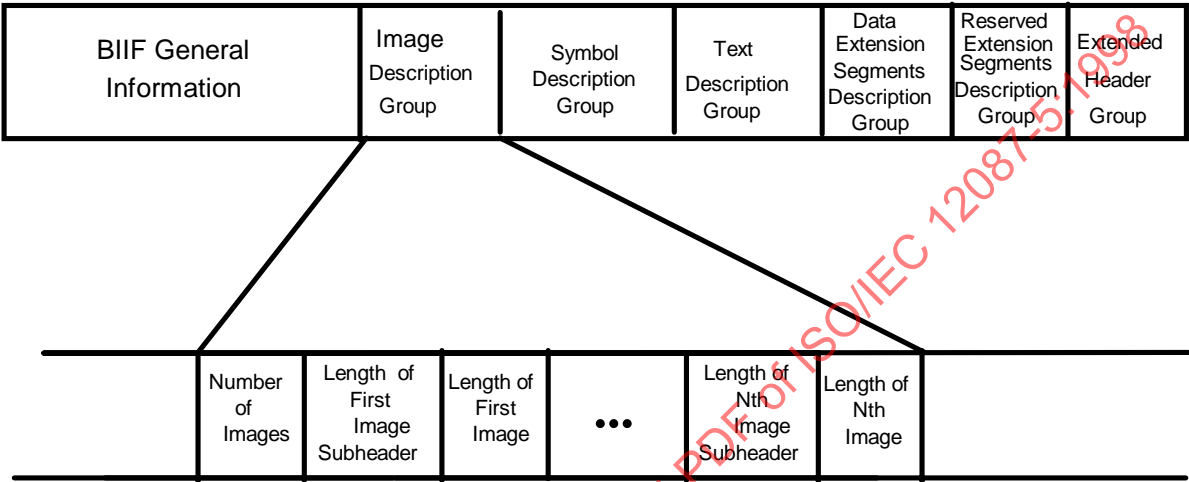 BIIF General
Information
Image
Description
Group
Symbol
Description
Group
Text
Description
Group
Data
Extension
Segments
Description
Group
Reserved
Extension
Segments
Description
Group
Extended
Header
Group
Number
of
Images
Length of
First
Image
Subheader
Length of
First
Image
•••
Length of
Nth
Image
Subheader
Length of
Nth
Image
PDF of ISO/IEC 12087-5:1998